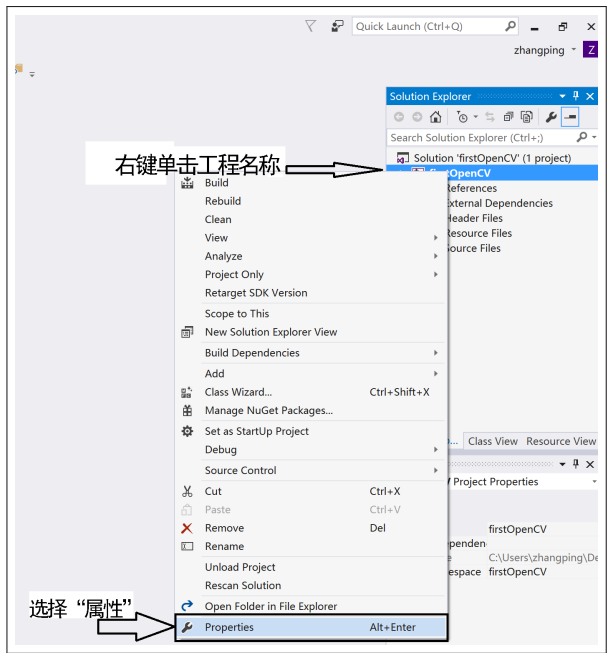 Quick Launch (Ctrl+Q)
zhangping Z
Solution Explorer
Search Solution Explorer (Ctrl+;)
Solution 'firstOpenCV' (1 project)
右键单击工程名称
Build
References
Rebuild
External Dependencies
Clean
Header Files
View
Resource Files
Analyze
Source Files
Project Only
Retarget SDK Version
Scope to This
New Solution Explorer View
Build Dependencies
Add
Class Wizard... Ctrl+Shift+X
Manage NuGet Packages...
Set as StartUp Project
Debug
Class View Resource View
Source Control
Project Properties
Cut Ctrl+X
Paste Ctrl+V
Remove Del
firstOpenCV
Rename
C:\Users\zhangping\De
Unload Project
firstOpenCV
Rescan Solution
Open Folder in File Explorer
选择“属性”
Properties Alt+Enter